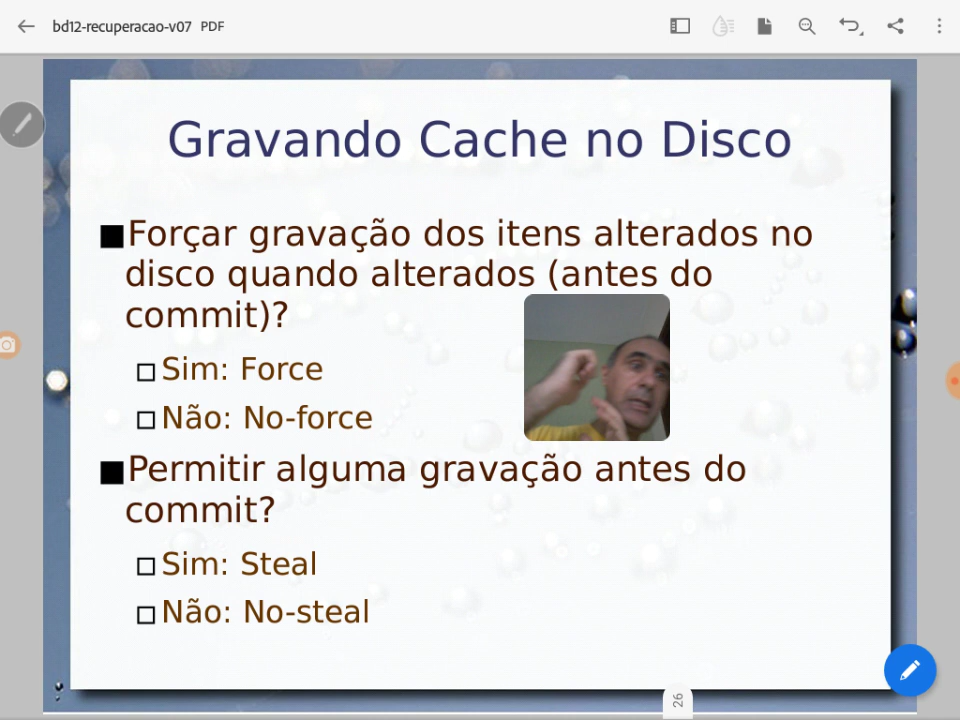 bd12-recuperacao-v07 PDF
Gravando Cache no Disco
Forçar gravação dos itens alterados no
disco quando alterados (antes do
commit)?
Sim: Force
Não: No-force
Permitir alguma gravação antes do
commit?
Sim: Steal
Não: No-steal
26